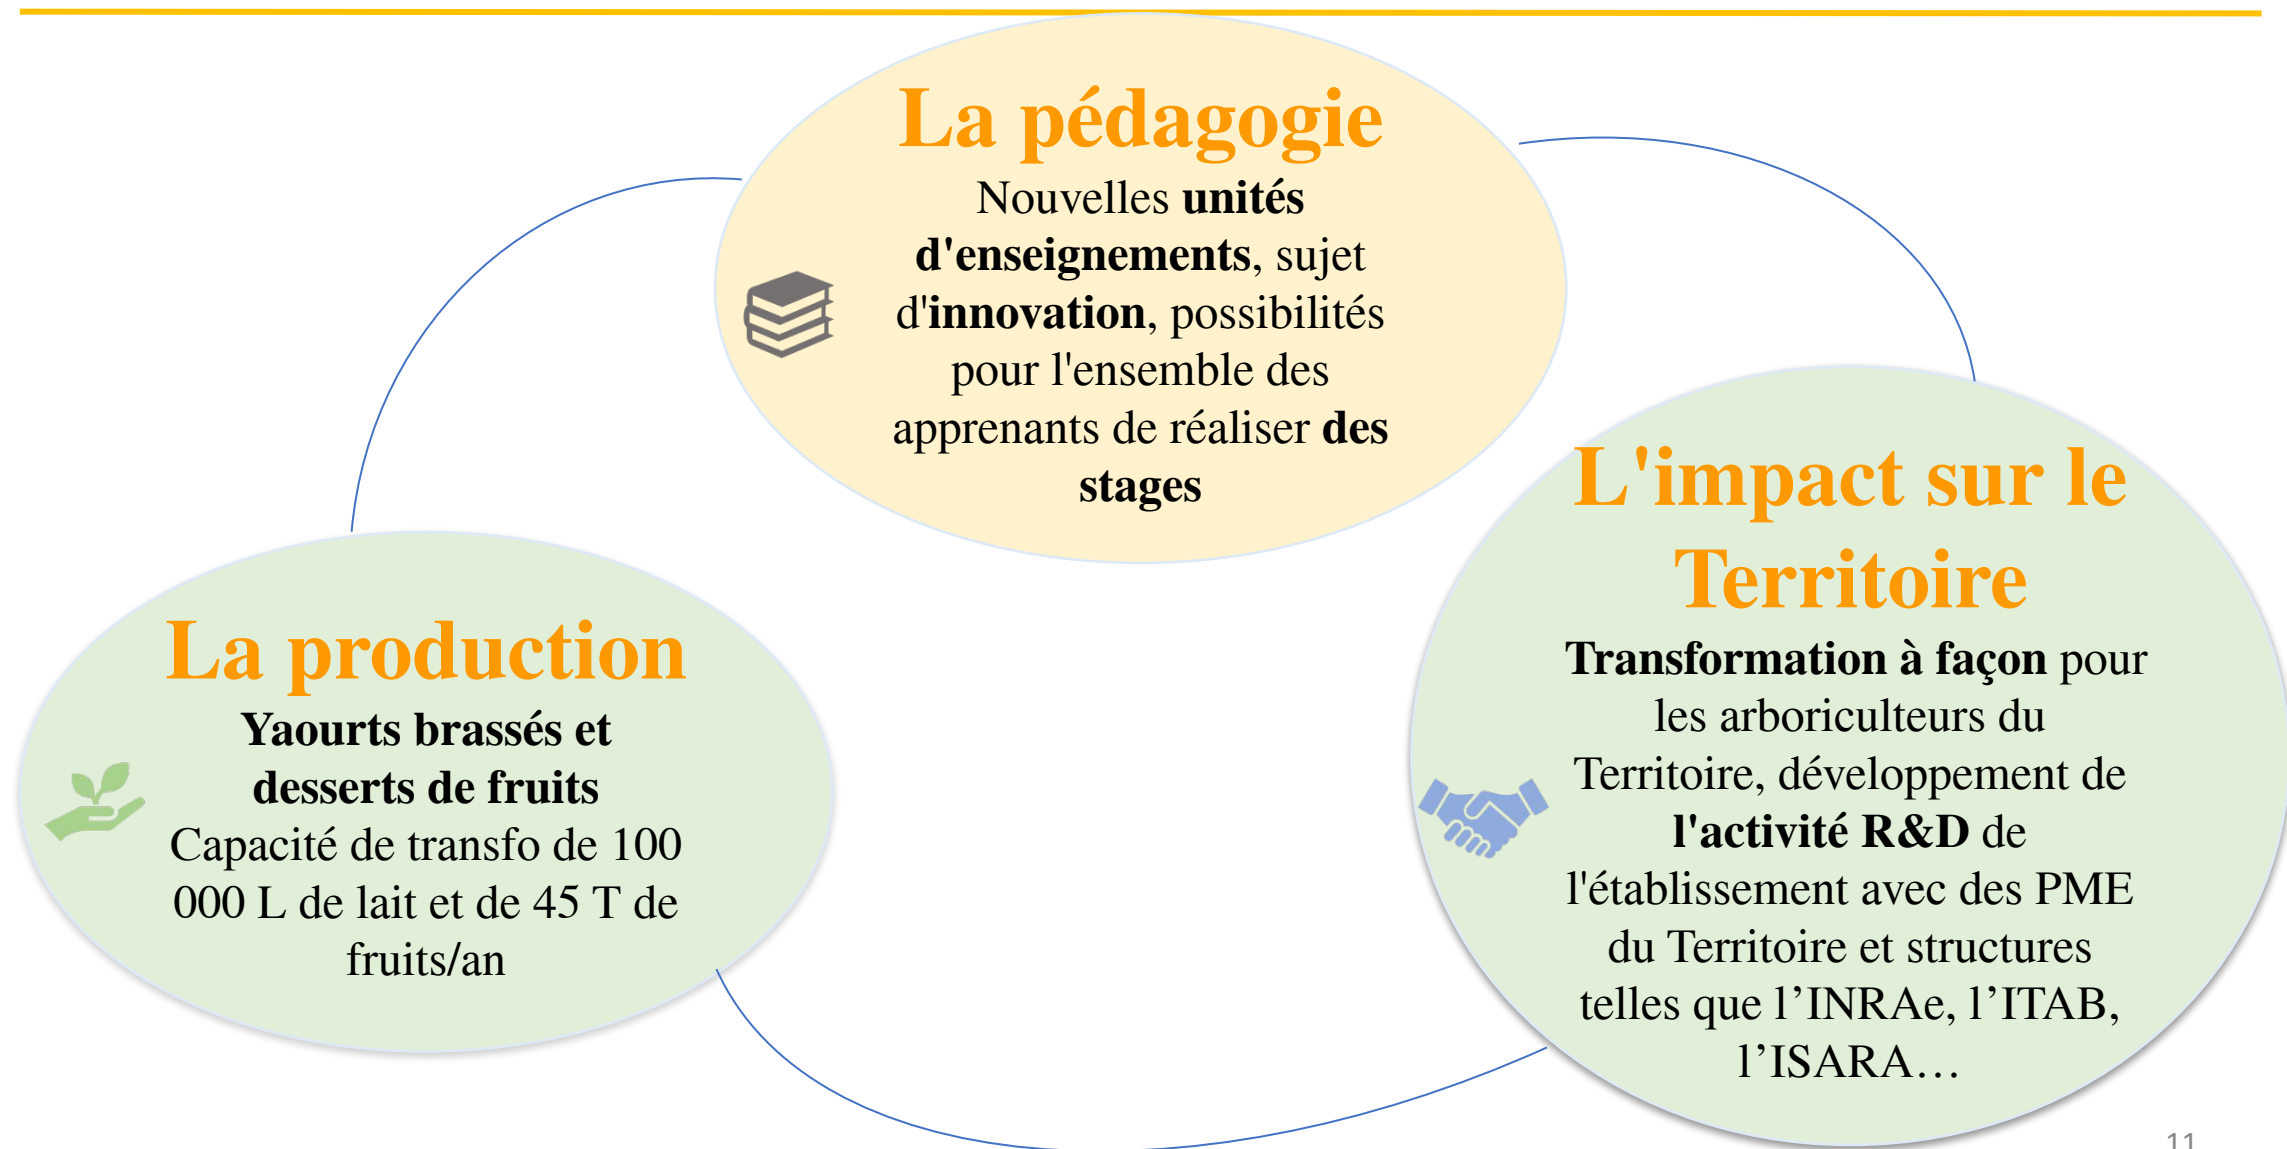 La pédagogie
Nouvelles unités
d'enseignements, sujet
d'innovation, possibilités
pour l'ensemble des
apprenants de réaliser des
stages
La production
Yaourts brassés et
desserts de fruits
Capacité de transfo de 100
000 L de lait et de 45 T de
fruits/an
L'impact sur le
Territoire
Transformation à façon pour
les arboriculteurs du
Territoire, développement de
l'activité R&D de
l'établissement avec des PME
du Territoire et structures
telles que l’INRAe, l’ITAB,
l’ISARA…
11